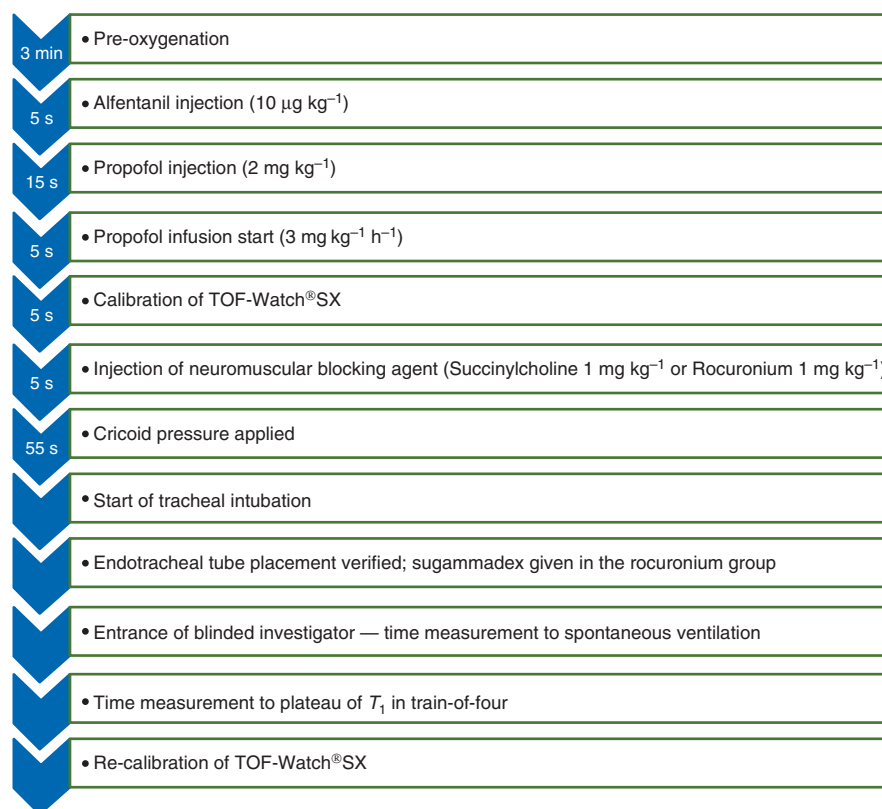 3 min
• Pre-oxygenation
5 s
• Alfentanil injection (10 µg kg⁻¹)
15 s
• Propofol injection (2 mg kg⁻¹)
5 s
• Propofol infusion start (3 mg kg⁻¹ h⁻¹)
5 s
• Calibration of TOF-Watch®SX
5 s
• Injection of neuromuscular blocking agent (Succinylcholine 1 mg kg⁻¹ or Rocuronium 1 mg kg⁻¹)
55 s
• Cricoid pressure applied
• Start of tracheal intubation
• Endotracheal tube placement verified; sugammadex given in the rocuronium group
• Entrance of blinded investigator — time measurement to spontaneous ventilation
• Time measurement to plateau of T₁ in train-of-four
• Re-calibration of TOF-Watch®SX